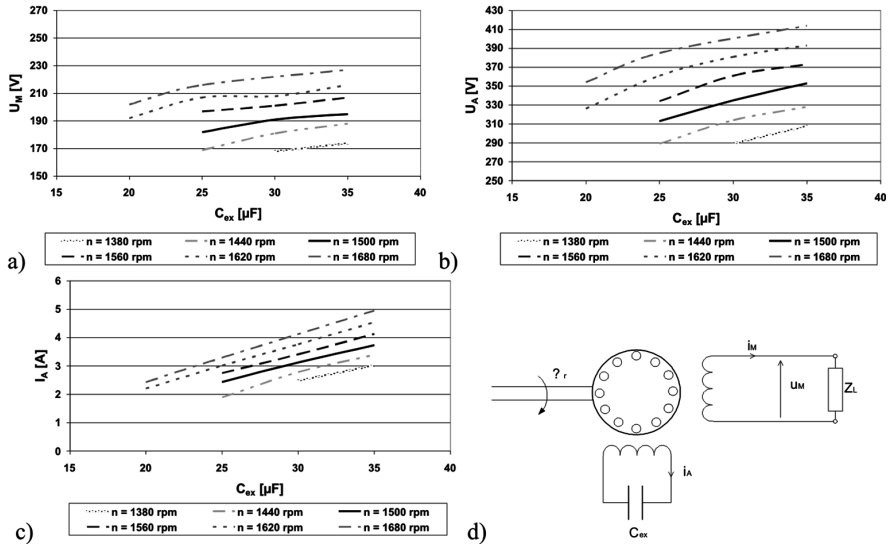 270
250
230
210
190
170
150
U_M [V]
15 20 25 30 35 40
C_ex [µF]
n = 1380 rpm n = 1440 rpm n = 1500 rpm
n = 1560 rpm n = 1620 rpm n = 1680 rpm
a)
430
410
390
370
350
330
310
290
270
250
U_A [V]
15 20 25 30 35 40
C_ex [µF]
n = 1380 rpm n = 1440 rpm n = 1500 rpm
n = 1560 rpm n = 1620 rpm n = 1680 rpm
b)
6
5
4
3
2
1
0
I_A [A]
15 20 25 30 35 40
C_ex [µF]
n = 1380 rpm n = 1440 rpm n = 1500 rpm
n = 1560 rpm n = 1620 rpm n = 1680 rpm
c)
? r
i_M
u_M
Z_L
i_A
C_ex
d)